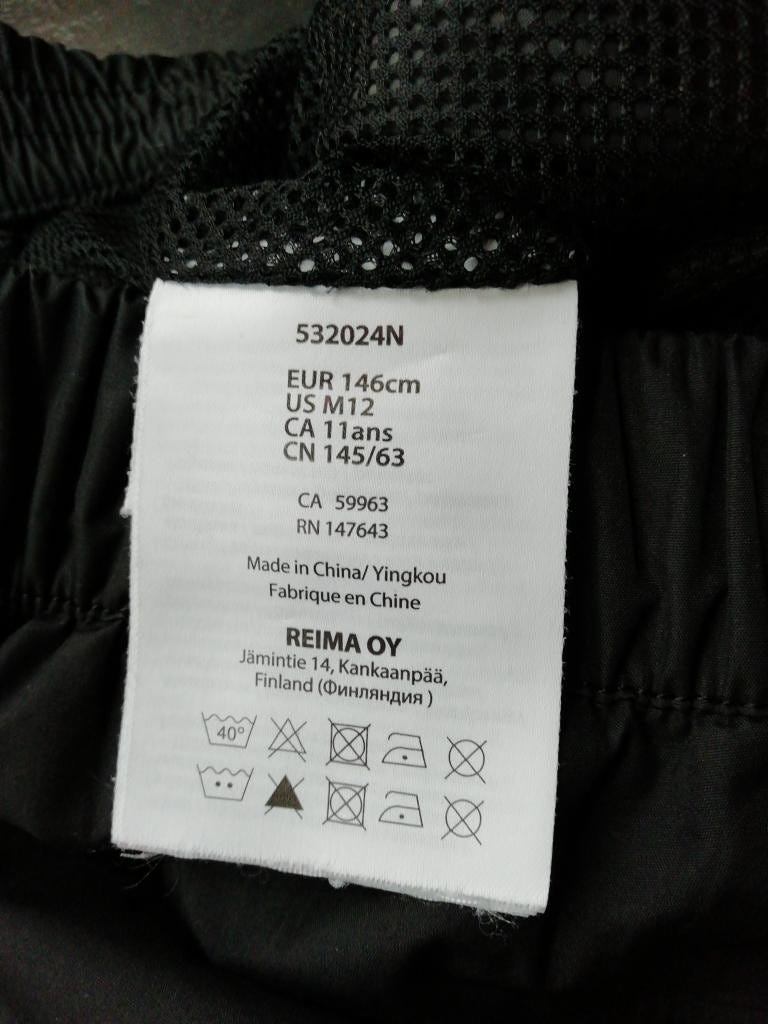 532024N
EUR 146cm
US M12
CA 11ans
CN 145/63
CA 59963
RN 147643
Made in China/ Yingkou
Fabrique en Chine
REIMA OY
Jämintie 14, Kankaanpää,
Finland (Финляндия )
40°